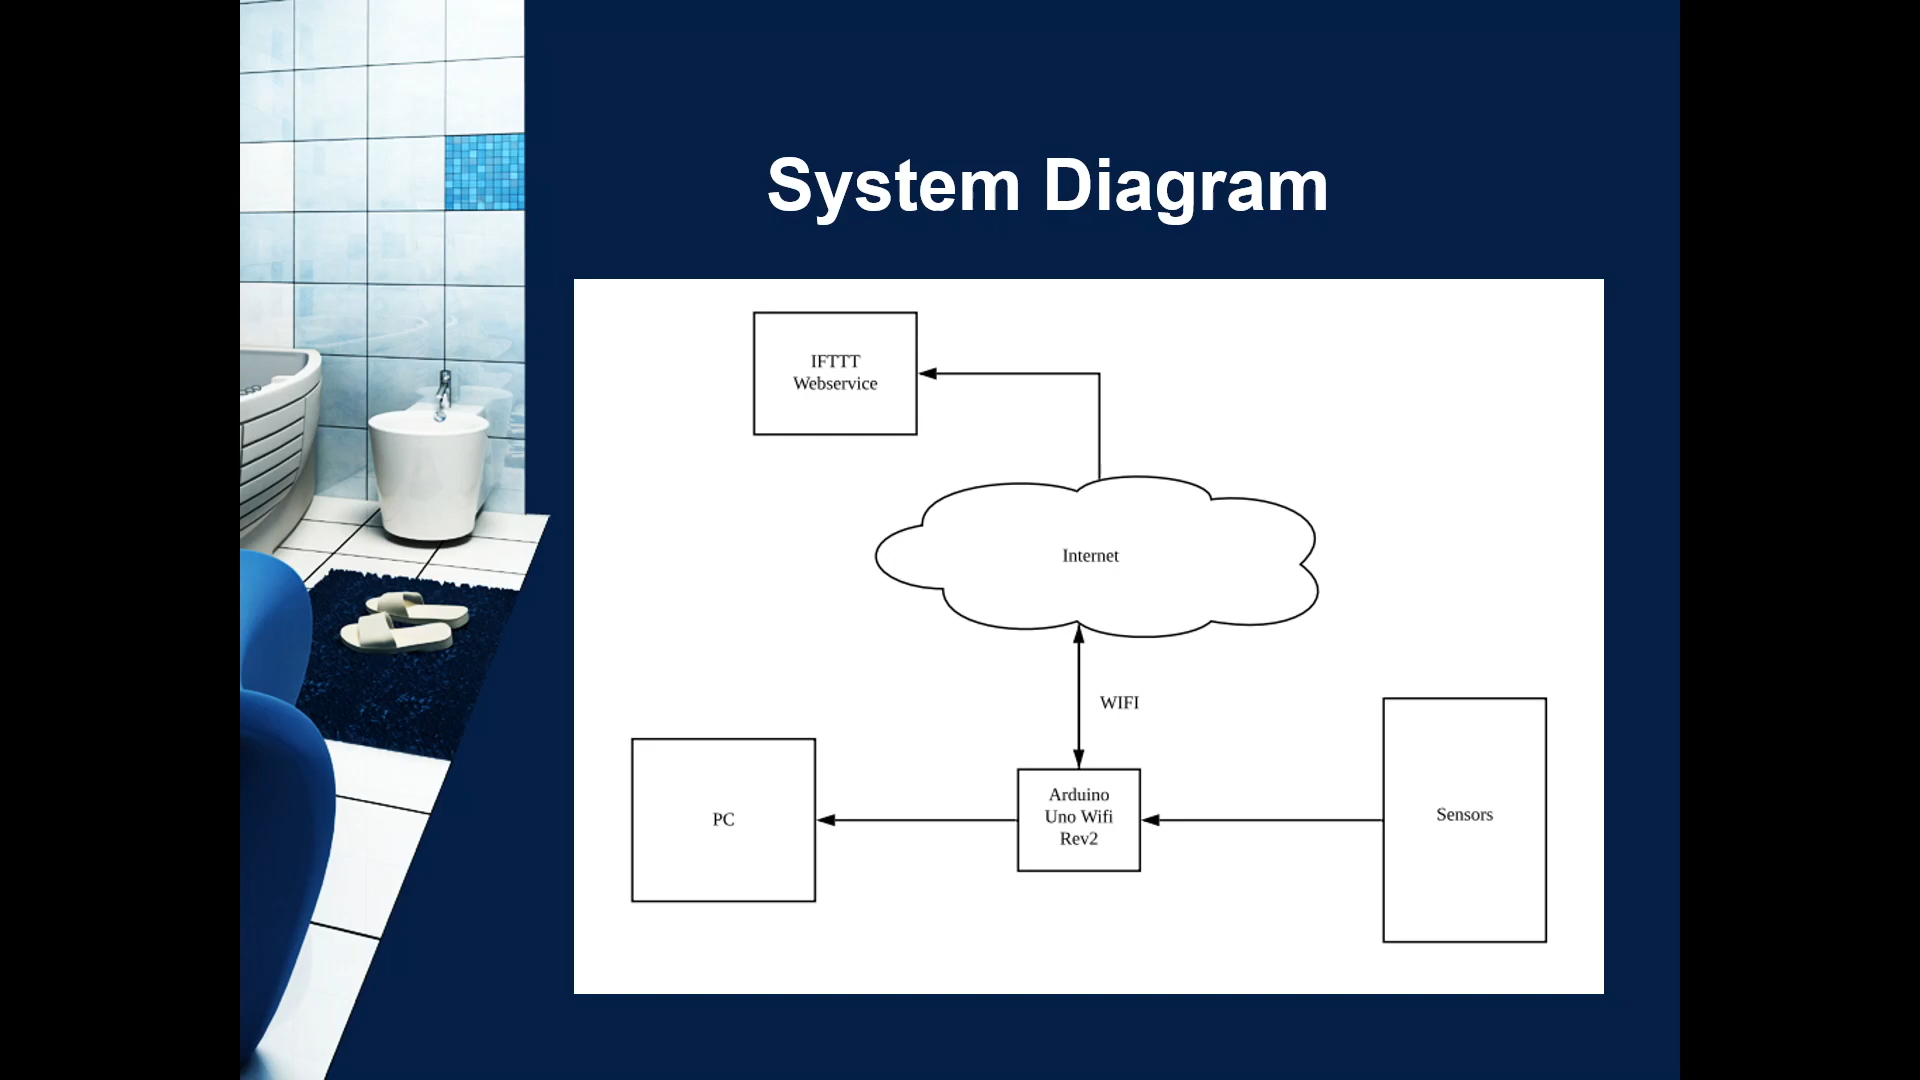 System Diagram
IFTTT
Webservice
Internet
WIFI
PC
Arduino
Uno Wifi
Rev2
Sensors